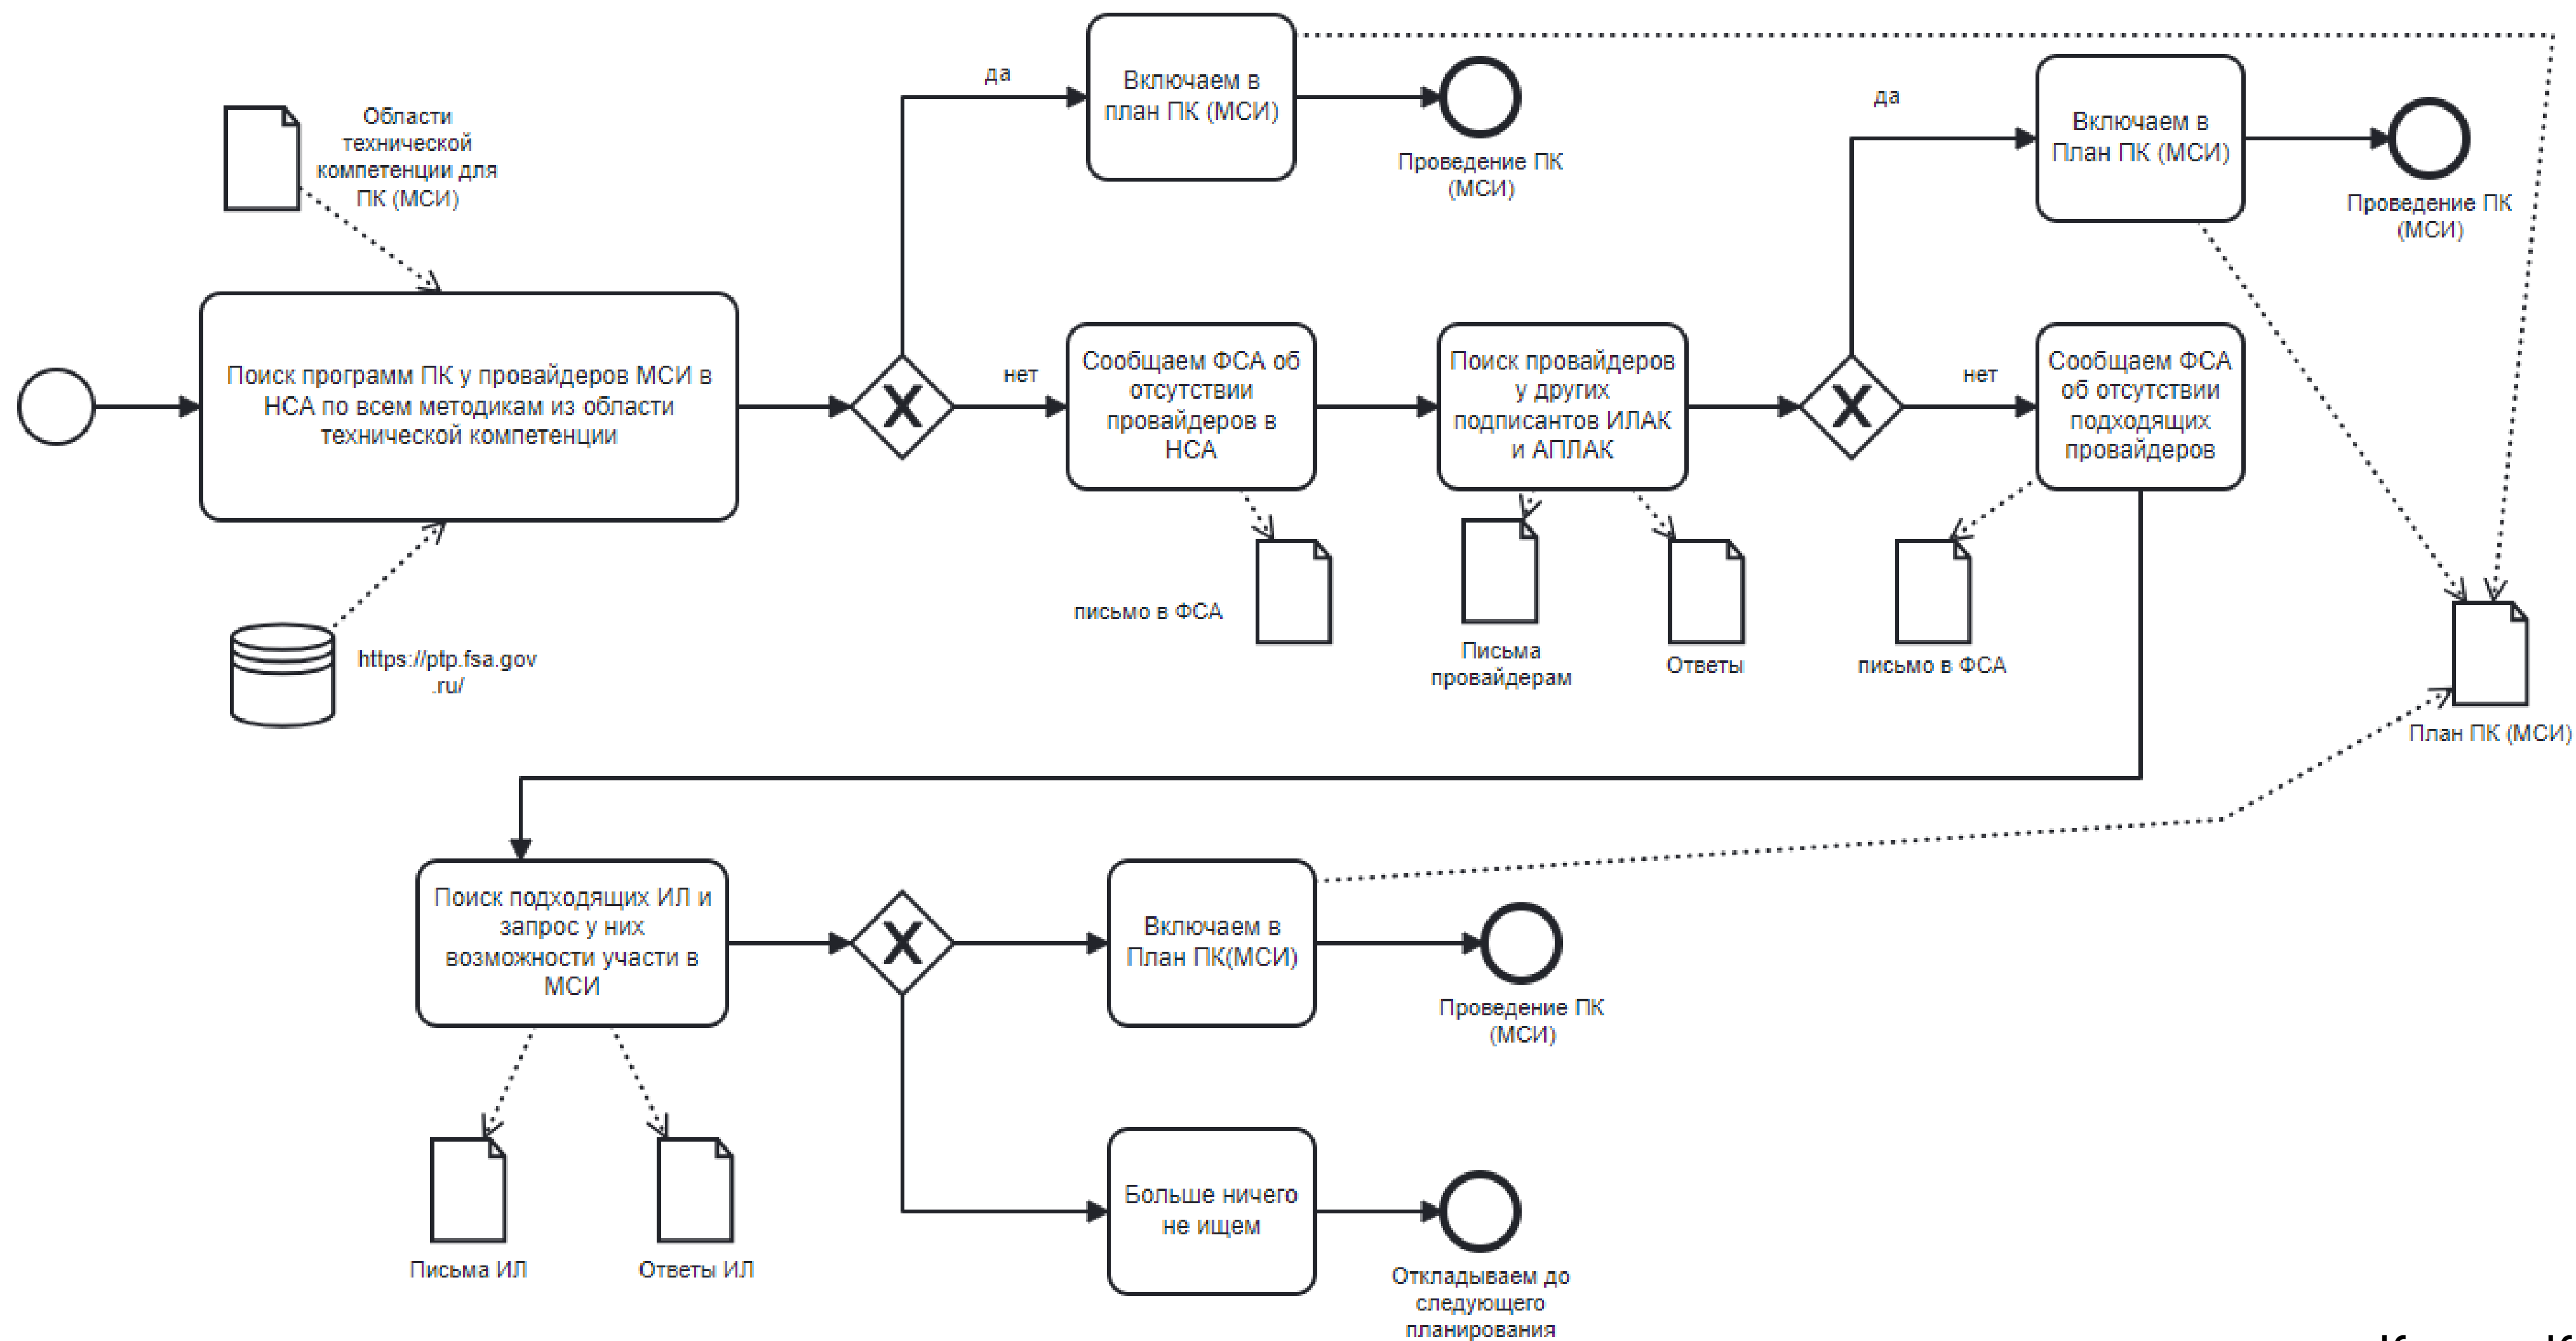 Области
технической
компетенции для
ПК (МСИ)
Поиск программ ПК у провайдеров МСИ в
НСА по всем методикам из области
технической компетенции
https://ptp.fsa.gov
.ru/
да
Включаем в
план ПК (МСИ)
Проведение ПК
(МСИ)
нет
Сообщаем ФСА об
отсутствии
провайдеров в
НСА
письмо в ФСА
Поиск провайдеров
у других
подписантов ИЛАК
и АПЛАК
Письма
провайдерам
Ответы
да
Включаем в
План ПК (МСИ)
Проведение ПК
(МСИ)
нет
Сообщаем ФСА
об отсутствии
подходящих
провайдеров
письмо в ФСА
План ПК (МСИ)
Поиск подходящих ИЛ и
запрос у них
возможности участи в
МСИ
Письма ИЛ
Ответы ИЛ
Включаем в
План ПК(МСИ)
Проведение ПК
(МСИ)
Больше ничего
не ищем
Откладываем до
следующего
планирования